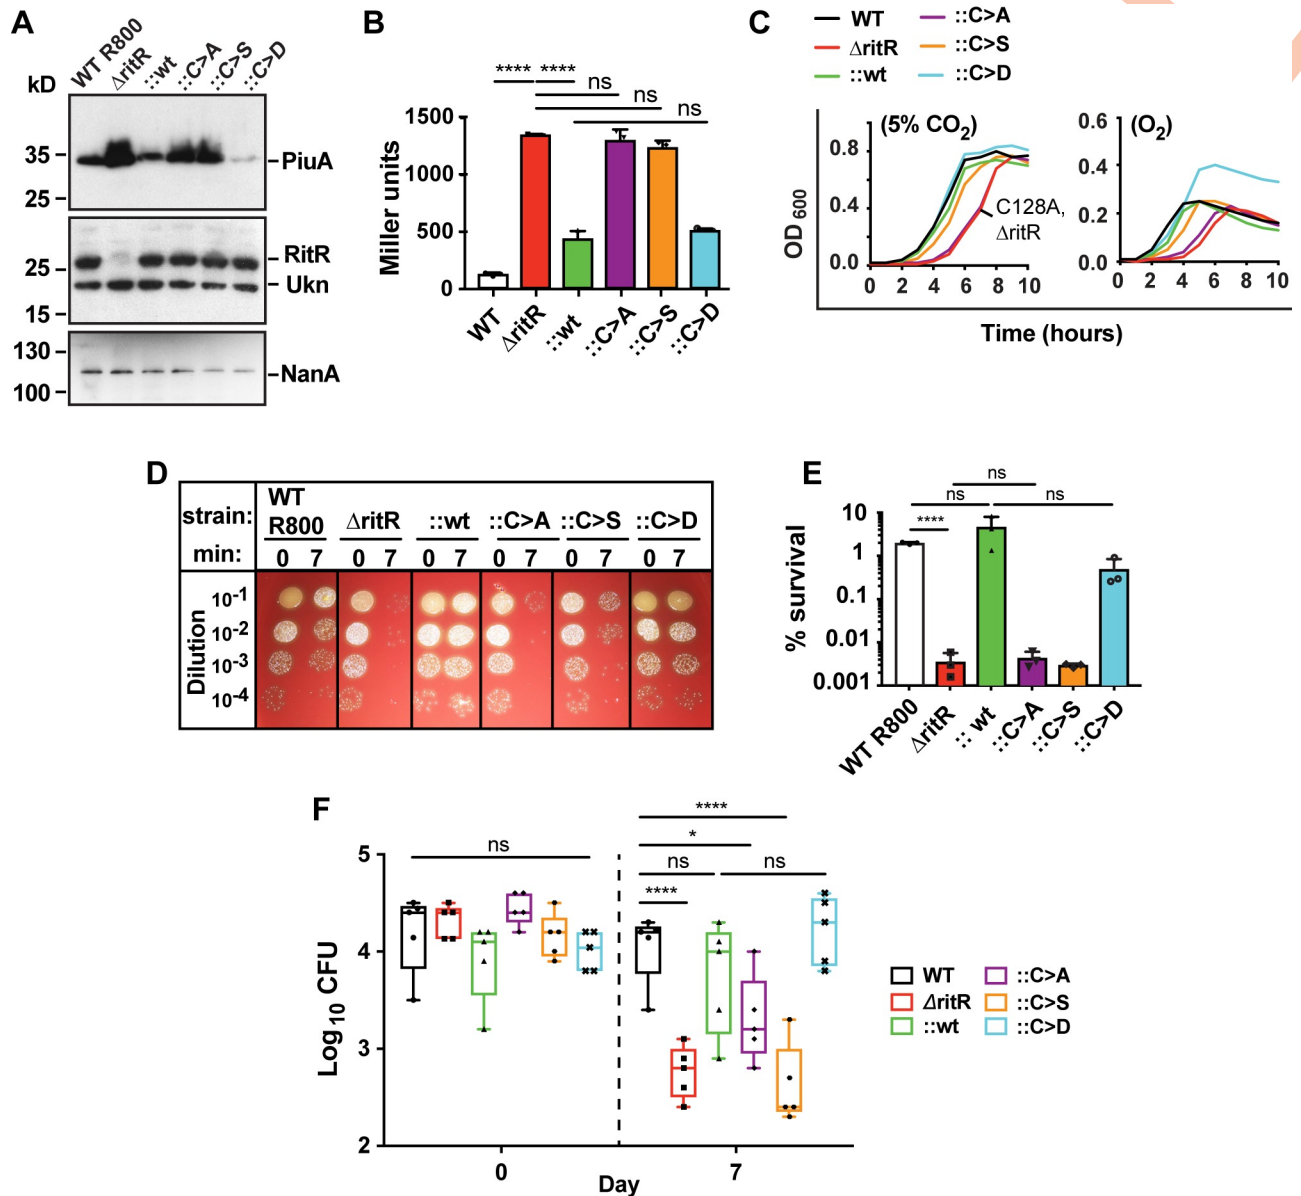 A
WT R800
ΔritR
::wt
::C>A
::C>S
::C>D
kD
35
25
PiuA
25
15
RitR
Ukn
130
100
NanA
B
**** ****
ns
ns
ns
Miller units
1500
1000
500
0
WT
ΔritR
::wt
::C>A
::C>S
::C>D
C
WT
ΔritR
::wt
::C>A
::C>S
::C>D
OD600
(5% CO2)
0.8
0.4
0.0
C128A,
ΔritR
0 2 4 6 8 10
(O2)
0.6
0.4
0.2
0.0
0 2 4 6 8 10
Time (hours)
D
strain: WT R800 ΔritR ::wt ::C>A ::C>S ::C>D
min: 0 7 0 7 0 7 0 7 0 7 0 7
Dilution
10-1
10-2
10-3
10-4
E
ns
ns ns
****
% survival
10
1
0.1
0.01
0.001
WT R800
ΔritR
:: wt
::C>A
::C>S
::C>D
F
ns
****
*
ns ns
****
Log10 CFU
5
4
3
2
0 7
Day
WT
ΔritR
::wt
::C>A
::C>S
::C>D